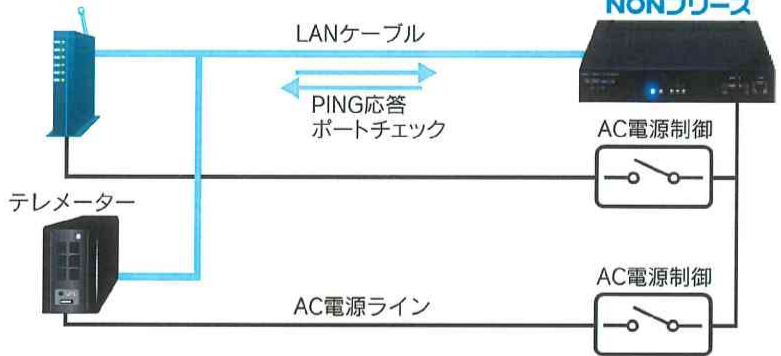 NONフリーズ
LANケーブル
PING応答
ポートチェック
AC電源制御
テレメーター
AC電源制御
AC電源ライン